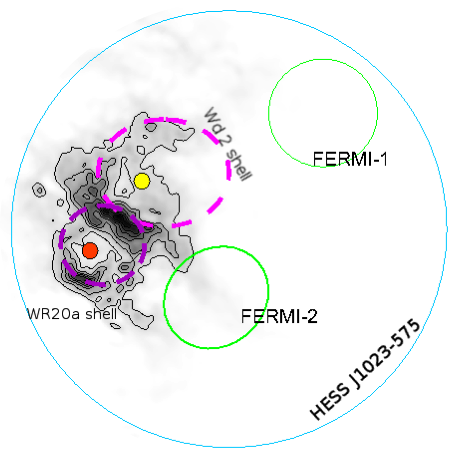 Wd 2 shell
FERMI-1
WR20a shell
FERMI-2
HESS J1023-575